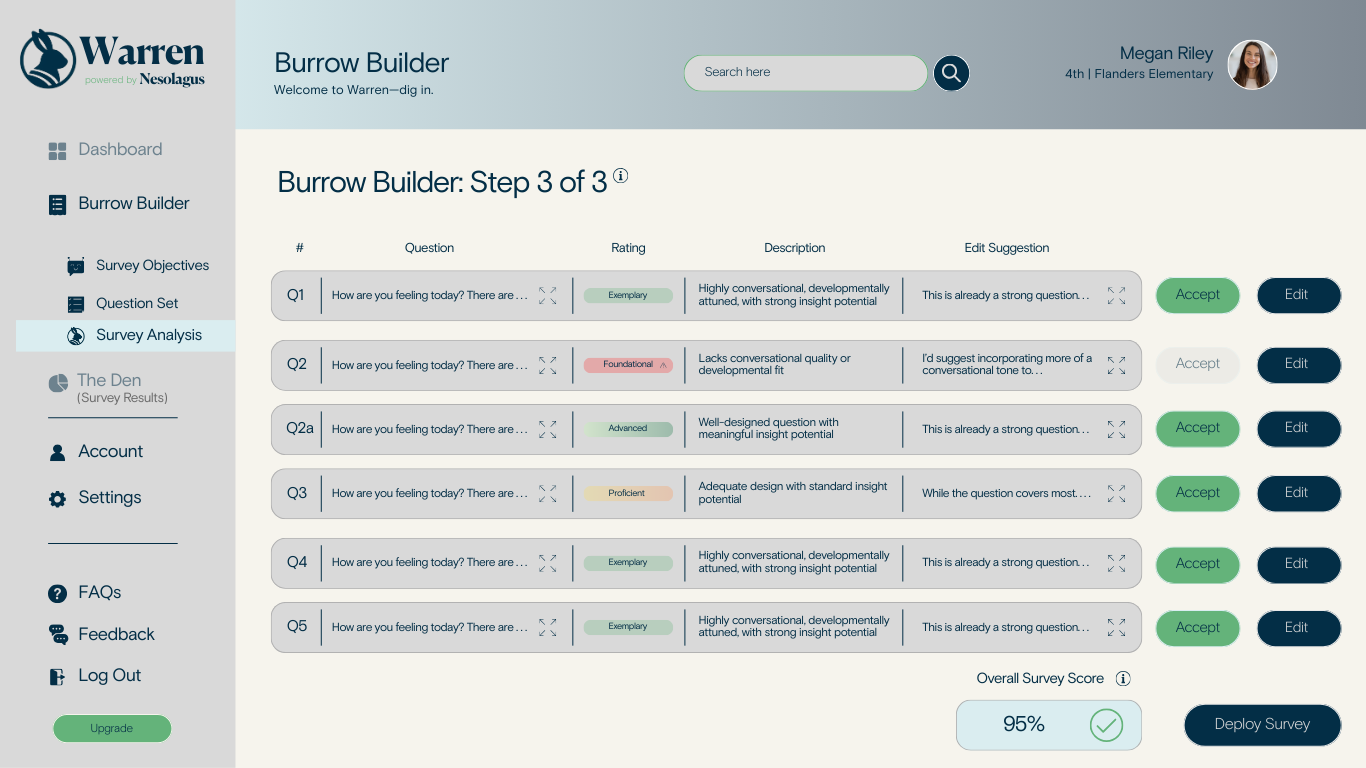 Warren
powered by Nesolagus
Dashboard
Burrow Builder
Survey Objectives
Question Set
Survey Analysis
The Den
(Survey Results)
Account
Settings
FAQs
Feedback
Log Out
Upgrade
Burrow Builder
Welcome to Warren—dig in.
Search here
Megan Riley
4th | Flanders Elementary
Burrow Builder: Step 3 of 3
# Question Rating Description Edit Suggestion
Q1 How are you feeling today? There are... Exemplary
Highly conversational, developmentally
attuned, with strong insight potential
This is already a strong question... Accept Edit
Q2 How are you feeling today? There are... Foundational
Lacks conversational quality or
developmental fit
I'd suggest incorporating more of a
conversational tone to...
Accept Edit
Q2a How are you feeling today? There are... Advanced
Well-designed question with
meaningful insight potential
This is already a strong question... Accept Edit
Q3 How are you feeling today? There are... Proficient
Adequate design with standard insight
potential
While the question covers most.... Accept Edit
Q4 How are you feeling today? There are... Exemplary
Highly conversational, developmentally
attuned, with strong insight potential
This is already a strong question... Accept Edit
Q5 How are you feeling today? There are... Exemplary
Highly conversational, developmentally
attuned, with strong insight potential
This is already a strong question... Accept Edit
Overall Survey Score
95%
Deploy Survey